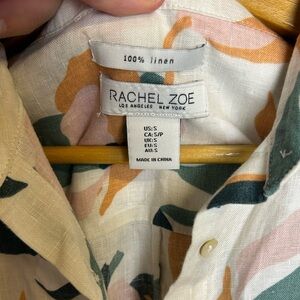 100% linen
RACHEL ZOE
LOS ANGELES NEW YORK
US:S
CA:S/P
UK:S
EU:S
AU:S
MADE IN CHINA